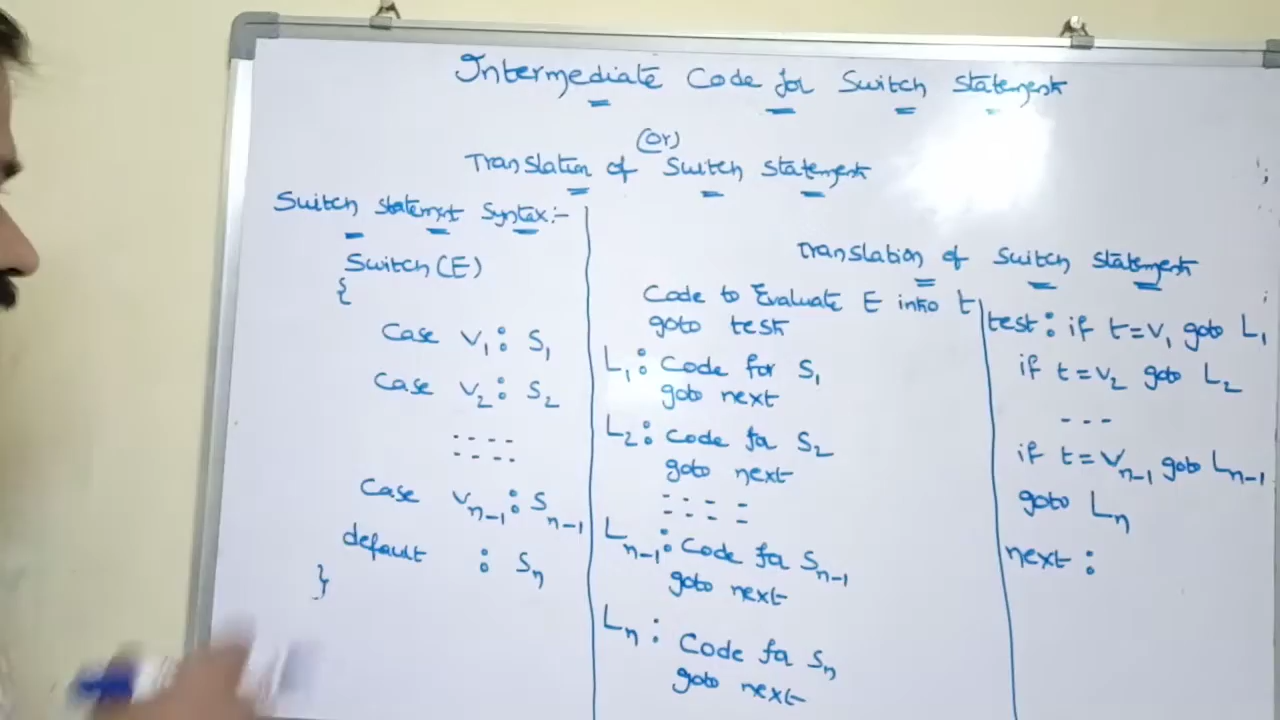 Intermediate Code for Switch statement
(or)
Translation of Switch statement
Switch statement Syntax:-
Switch(E)
{
Case V₁ : S₁
Case V₂ : S₂
Case Vₙ₋₁ : Sₙ₋₁
default : Sₙ
}
Translation of Switch statement
Code to Evaluate E into t
goto test
L₁ : Code for S₁
goto next
L₂ : Code for S₂
goto next
Lₙ₋₁ : Code for Sₙ₋₁
goto next
Lₙ : Code for Sₙ
goto next
test : if t=V₁ goto L₁
if t=V₂ goto L₂
---
if t=Vₙ₋₁ goto Lₙ₋₁
goto Lₙ
next :